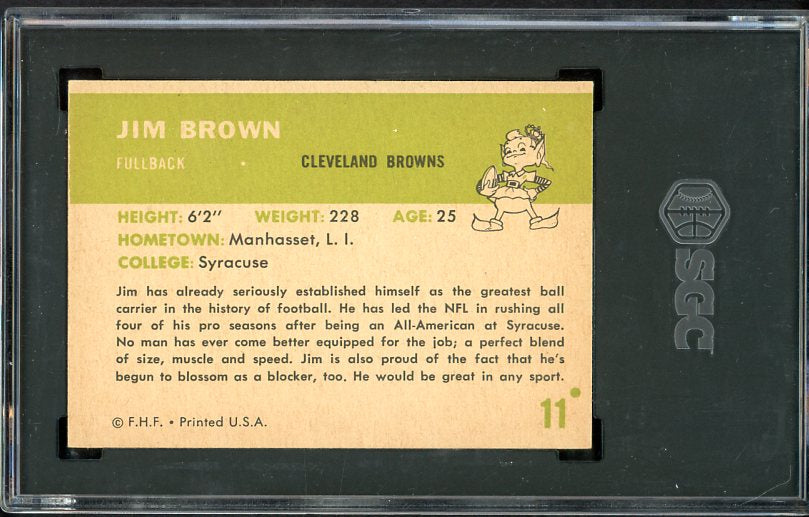 JIM BROWN
FULLBACK • CLEVELAND BROWNS
HEIGHT: 6'2" WEIGHT: 228 AGE: 25
HOMETOWN: Manhasset, L. I.
COLLEGE: Syracuse
Jim has already seriously established himself as the greatest ball
carrier in the history of football. He has led the NFL in rushing all
four of his pro seasons after being an All-American at Syracuse.
No man has ever come better equipped for the job; a perfect blend
of size, muscle and speed. Jim is also proud of the fact that he's
begun to blossom as a blocker, too. He would be great in any sport.
© F.H.F. • Printed U.S.A.
11
SGC